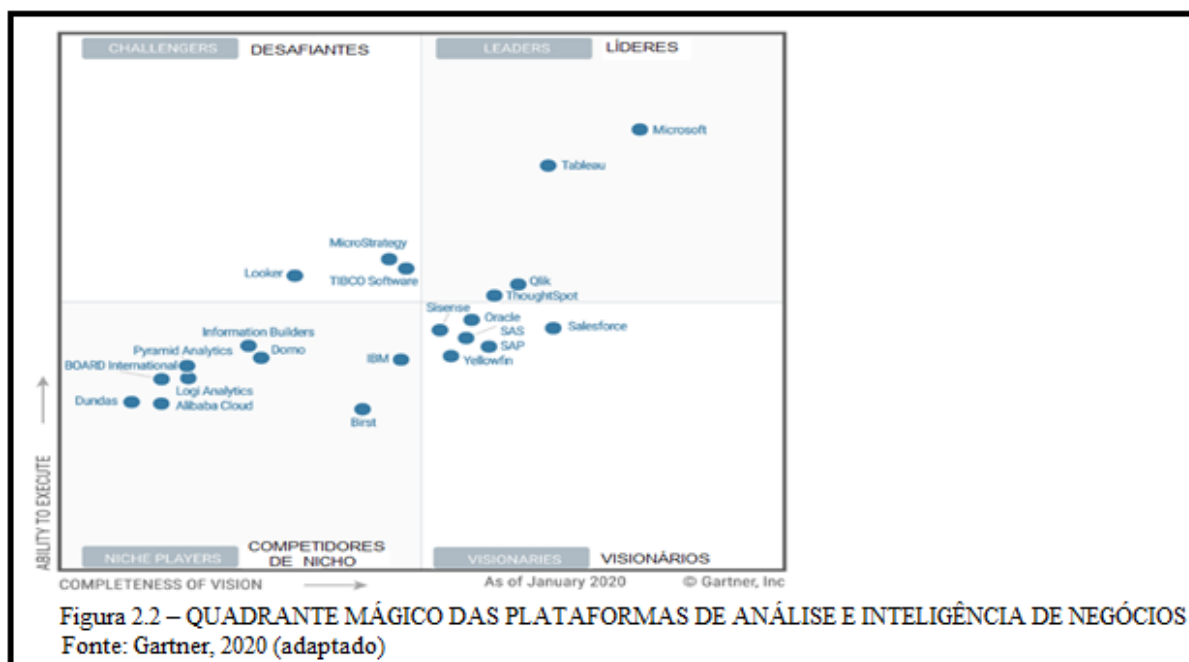 CHALLENGERS DESAFIANTES
LEADERS LÍDERES
Microsoft
Tableau
MicroStrategy
Looker
TIBCO Software
Qlik
ThoughtSpot
Sisense
Oracle
Salesforce
SAS
SAP
Yellowfin
Information Builders
Pyramid Analytics
Domo
IBM
BOARD International
Logi Analytics
Dundas
Alibaba Cloud
Birst
ABILITY TO EXECUTE
NICHE PLAYERS COMPETIDORES
DE NICHO
VISIONARIES VISIONÁRIOS
COMPLETENESS OF VISION
As of January 2020
© Gartner, Inc
Figura 2.2 – QUADRANTE MÁGICO DAS PLATAFORMAS DE ANÁLISE E INTELIGÊNCIA DE NEGÓCIOS
Fonte: Gartner, 2020 (adaptado)